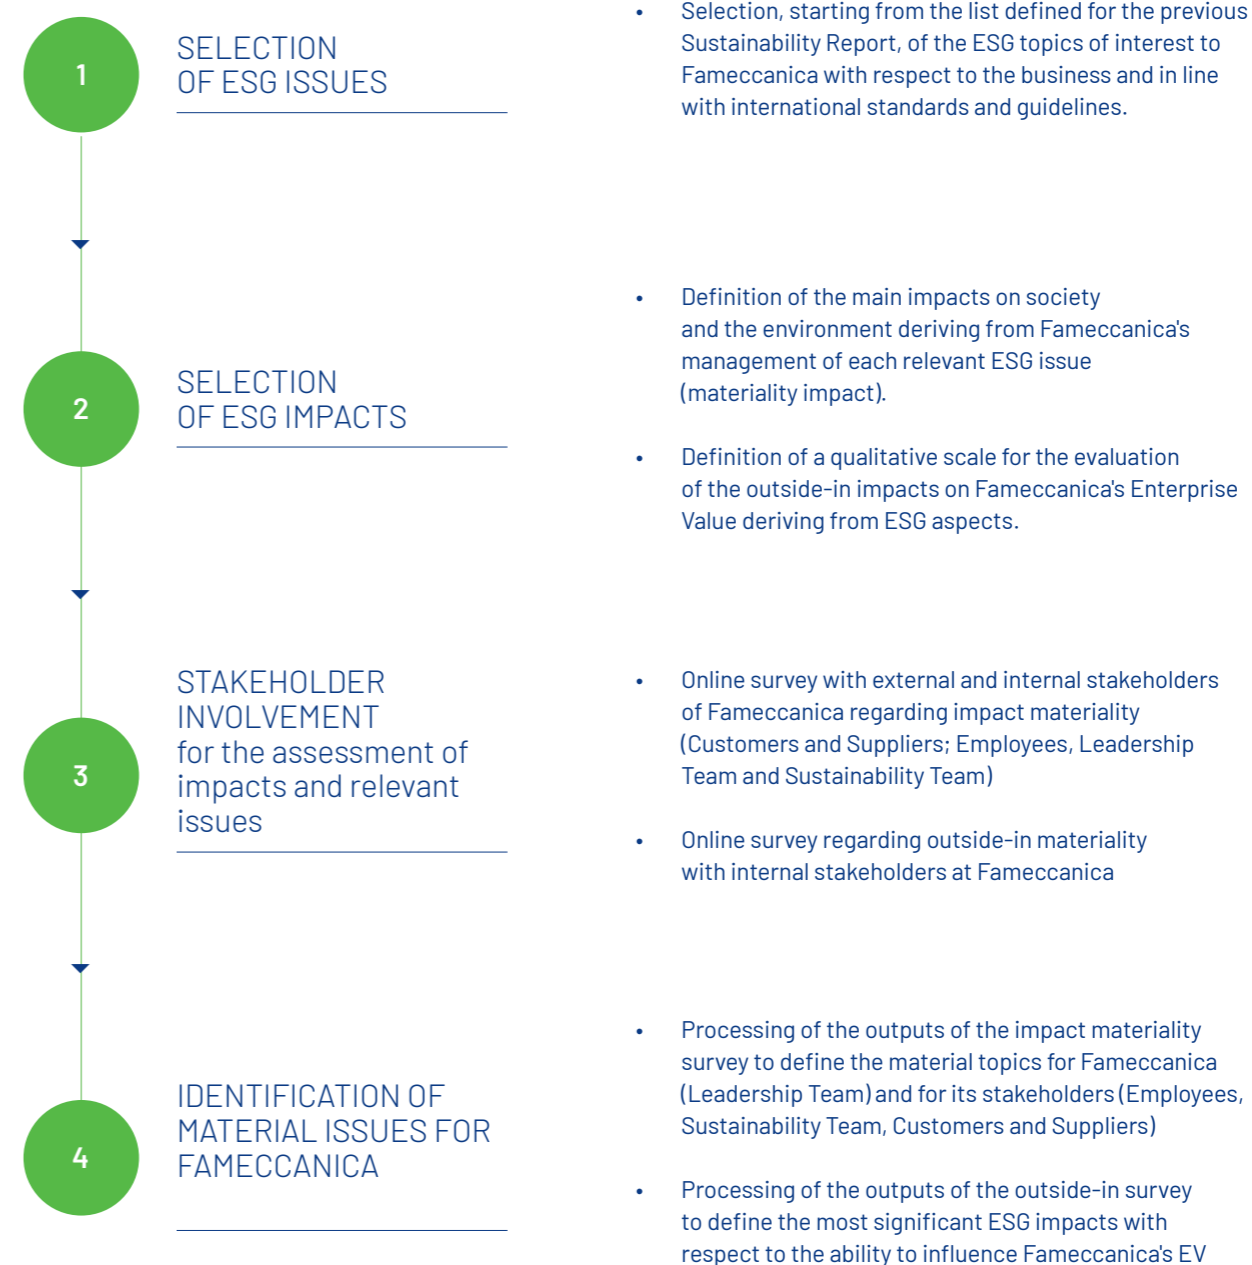 1
SELECTION
OF ESG ISSUES
• Selection, starting from the list defined for the previous
Sustainability Report, of the ESG topics of interest to
Fameccanica with respect to the business and in line
with international standards and guidelines.
2
SELECTION
OF ESG IMPACTS
• Definition of the main impacts on society
and the environment deriving from Fameccanica's
management of each relevant ESG issue
(materiality impact).
• Definition of a qualitative scale for the evaluation
of the outside-in impacts on Fameccanica's Enterprise
Value deriving from ESG aspects.
3
STAKEHOLDER
INVOLVEMENT
for the assessment of
impacts and relevant
issues
• Online survey with external and internal stakeholders
of Fameccanica regarding impact materiality
(Customers and Suppliers; Employees, Leadership
Team and Sustainability Team)
• Online survey regarding outside-in materiality
with internal stakeholders at Fameccanica
4
IDENTIFICATION OF
MATERIAL ISSUES FOR
FAMECCANICA
• Processing of the outputs of the impact materiality
survey to define the material topics for Fameccanica
(Leadership Team) and for its stakeholders (Employees,
Sustainability Team, Customers and Suppliers)
• Processing of the outputs of the outside-in survey
to define the most significant ESG impacts with
respect to the ability to influence Fameccanica's EV